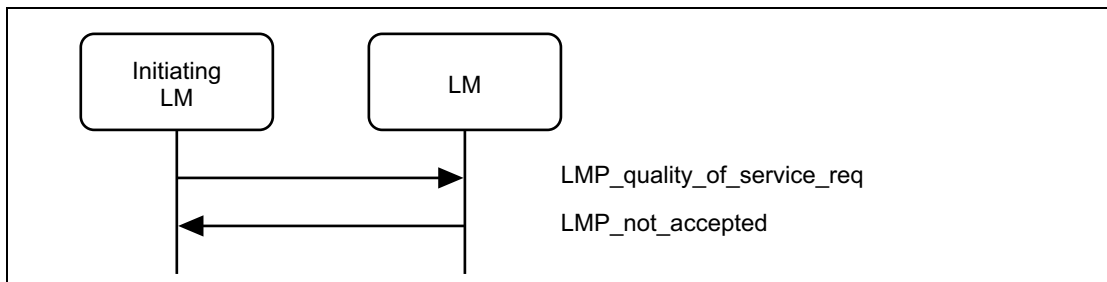 Initiating
LM
LM
LMP_quality_of_service_req
LMP_not_accepted